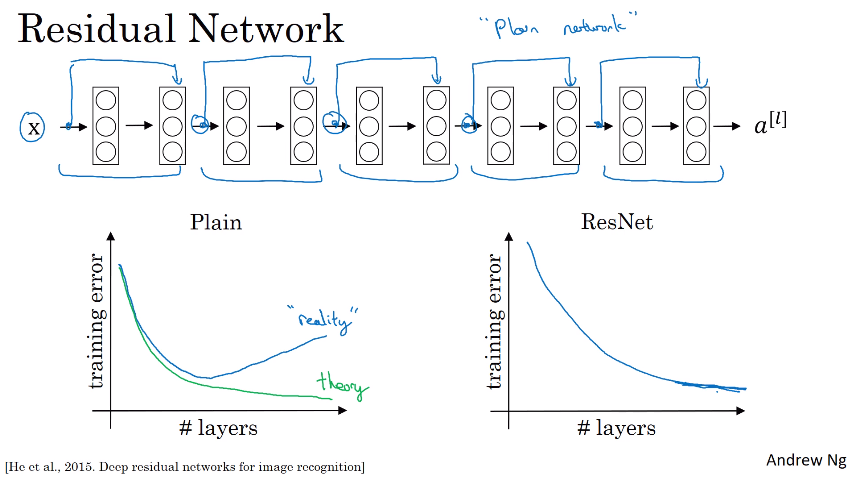 Residual Network
"Plain network"
x
a[l]
Plain
ResNet
training error
"reality"
theory
# layers
training error
# layers
[He et al., 2015. Deep residual networks for image recognition]
Andrew Ng